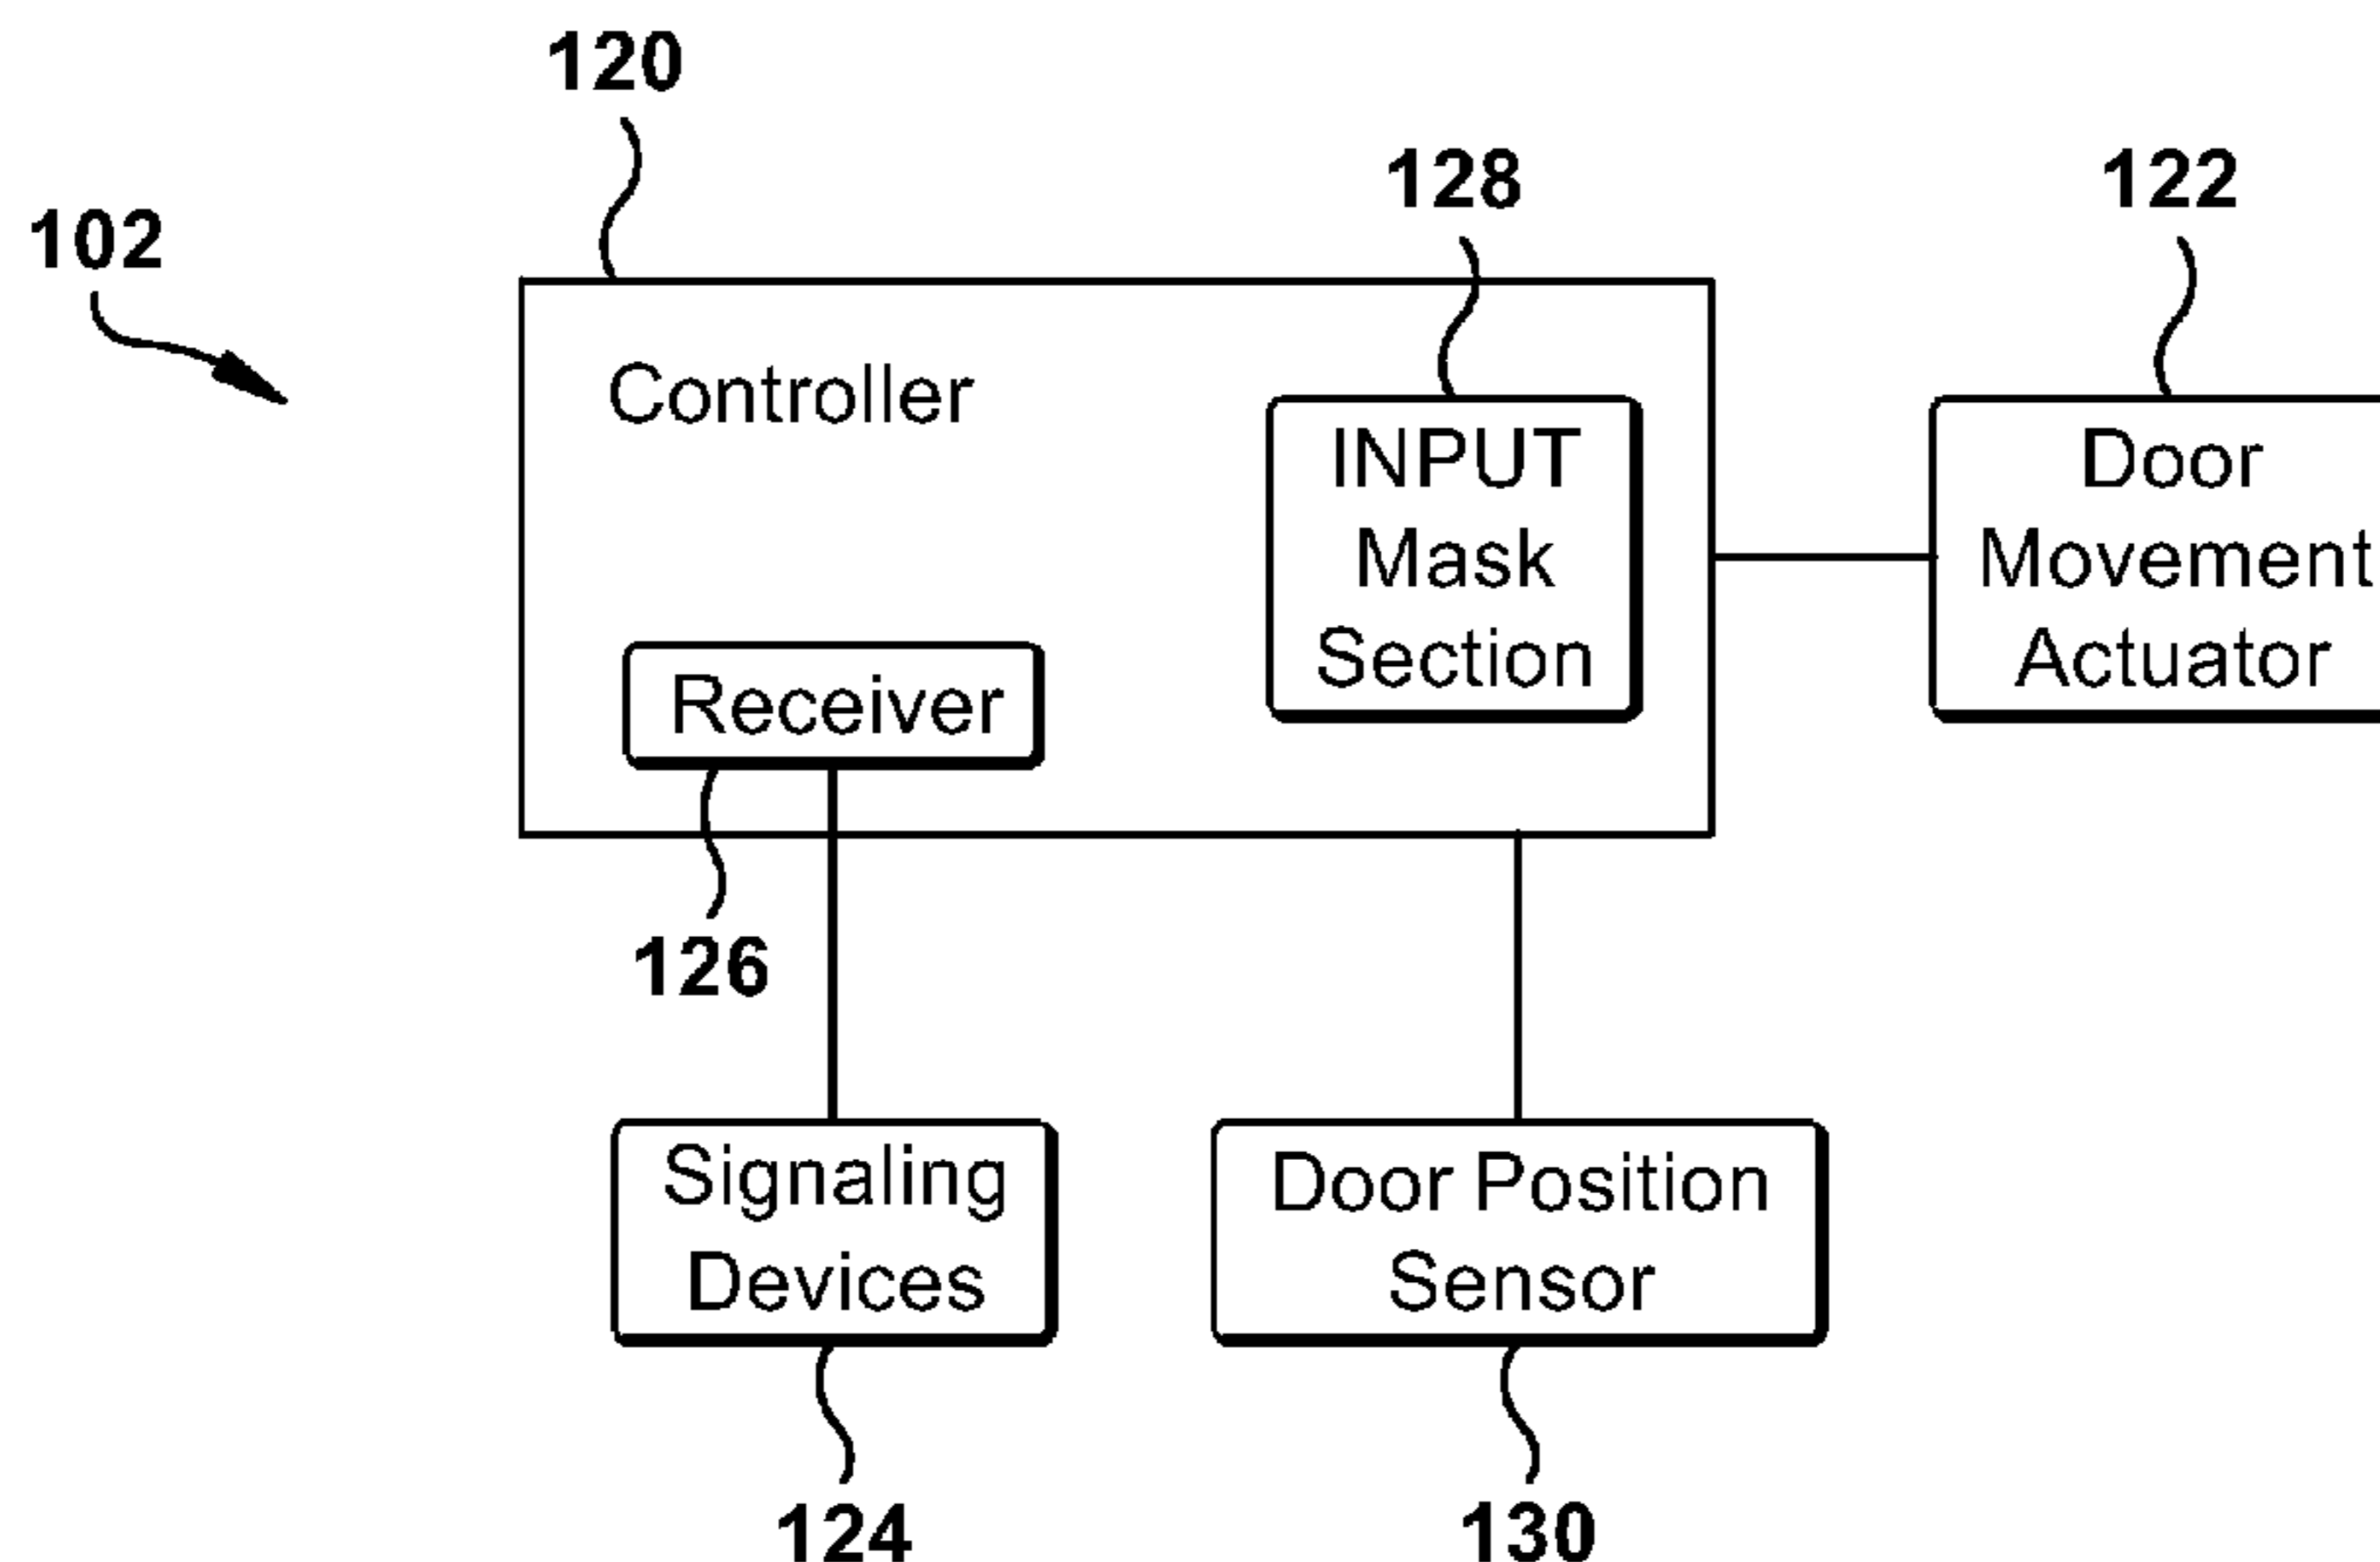 120
128
122
102
Controller
INPUT
Mask
Section
Door
Movement
Actuator
Receiver
126
Signaling
Devices
Door Position
Sensor
124
130